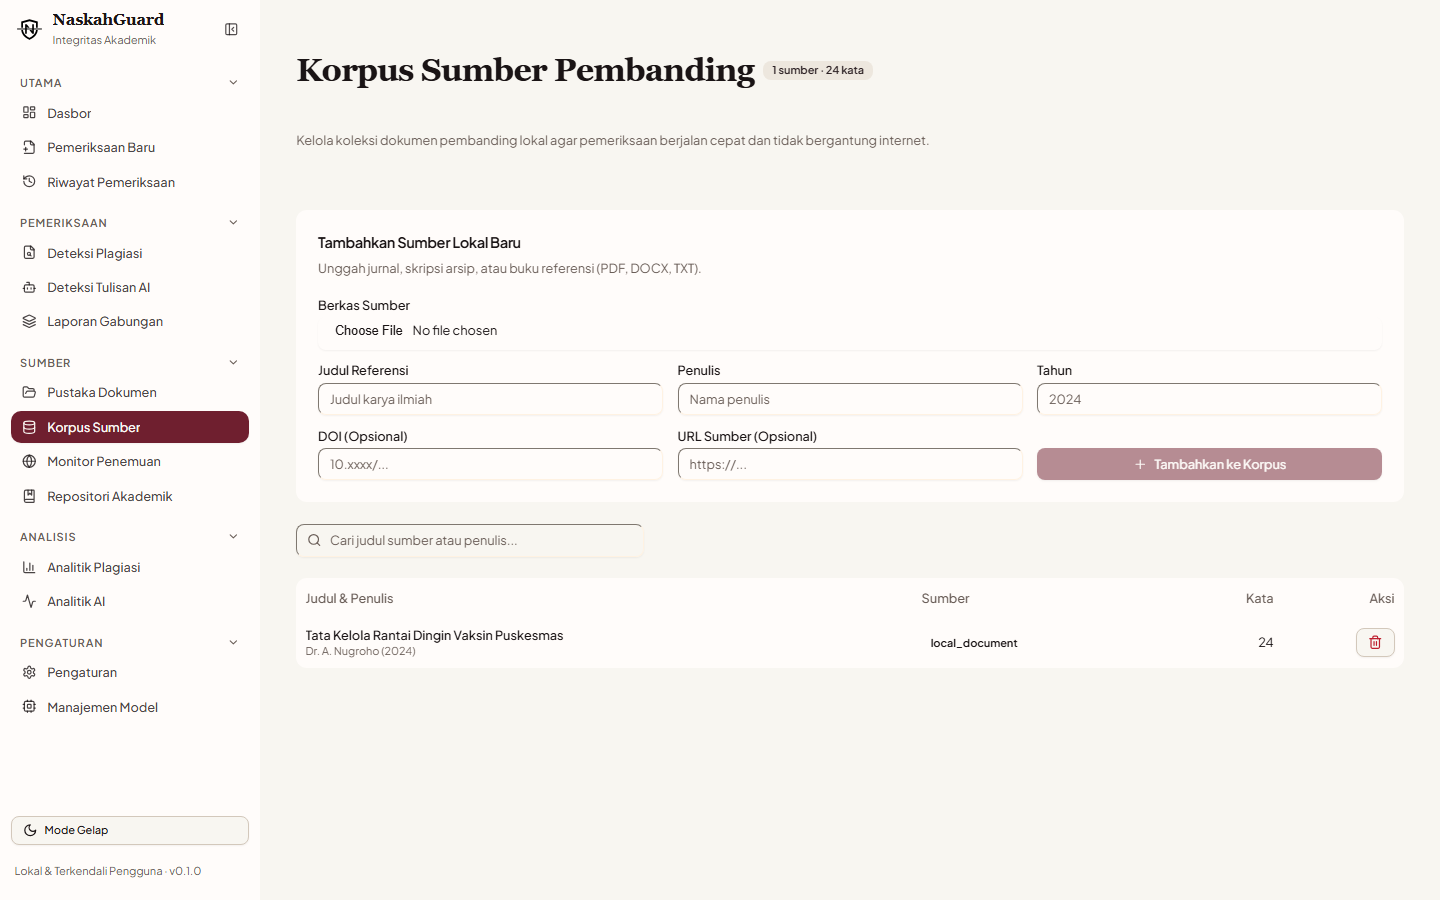 NaskahGuard
Integritas Akademik
UTAMA
Dasbor
Pemeriksaan Baru
Riwayat Pemeriksaan
PEMERIKSAAN
Deteksi Plagiasi
Deteksi Tulisan AI
Laporan Gabungan
SUMBER
Pustaka Dokumen
Korpus Sumber
Monitor Penemuan
Repositori Akademik
ANALISIS
Analitik Plagiasi
Analitik AI
PENGATURAN
Pengaturan
Manajemen Model
Mode Gelap
Lokal & Terkendali Pengguna · v0.1.0
Korpus Sumber Pembanding 1 sumber · 24 kata
Kelola koleksi dokumen pembanding lokal agar pemeriksaan berjalan cepat dan tidak bergantung internet.
Tambahkan Sumber Lokal Baru
Unggah jurnal, skripsi arsip, atau buku referensi (PDF, DOCX, TXT).
Berkas Sumber
Choose File No file chosen
Judul Referensi Penulis Tahun
Judul karya ilmiah Nama penulis 2024
DOI (Opsional) URL Sumber (Opsional)
10.xxxx/... https://... Tambahkan ke Korpus
Cari judul sumber atau penulis...
Judul & Penulis Sumber Kata Aksi
Tata Kelola Rantai Dingin Vaksin Puskesmas local_document 24
Dr. A. Nugroho (2024)